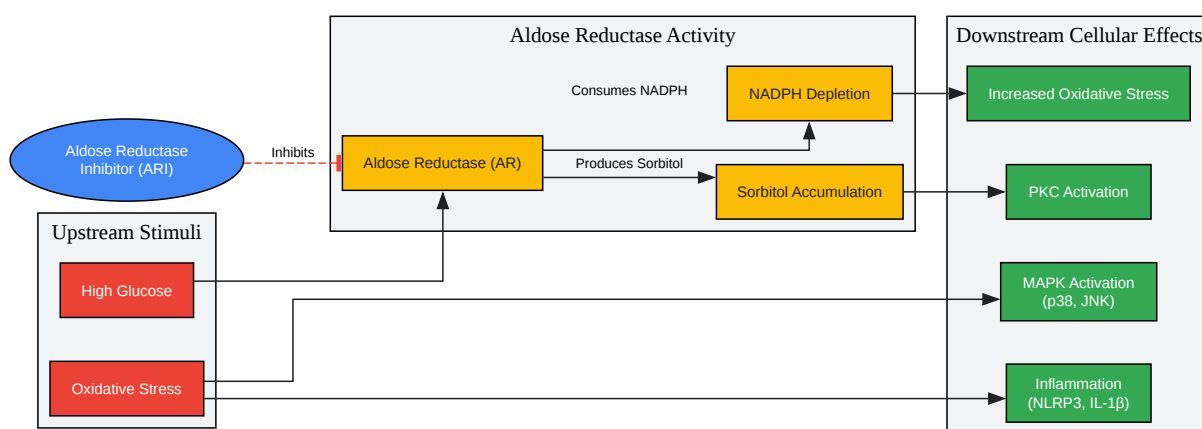 Aldose Reductase Activity
Downstream Cellular Effects
Consumes NADPH
NADPH Depletion
Increased Oxidative Stress
Aldose Reductase
Inhibitor (ARI)
Inhibits
Aldose Reductase (AR)
Produces Sorbitol
Sorbitol Accumulation
PKC Activation
Upstream Stimuli
High Glucose
MAPK Activation
(p38, JNK)
Oxidative Stress
Inflammation
(NLRP3, IL-1β)